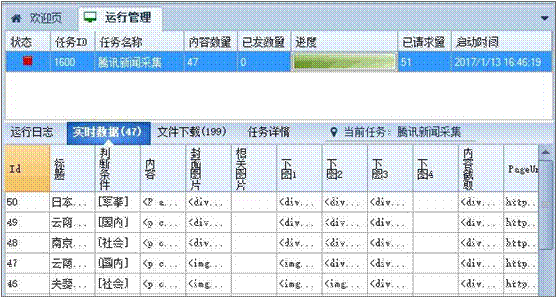 欢迎页 运行管理
状态 任务ID 任务名称 内容数量 已发数量 进度 已请求量 启动时间
1600 腾讯新闻采集 47 0 51 2017/1/13 16:46:19
运行日志 实时数据(47) 文件下载(199) 任务详情 当前任务: 腾讯新闻采集
Id 标题 判断条件 内容 封面图片 相关图片 下图1 下图2 下图3 下图4 内容截取 PageUr
50 日本... [军事] <P a... <div... <div... <div... <div... <div... http...
49 云南... [国内] <p c... <div... <div... <div... <div... <div... http...
48 南京... [社会] <p c... <div... <div... <div... <div... <div... http...
47 云南... [国内] <p c... <img... <img... <div... <div... <div... http...
46 夫妻... [社会] <p c... <img... <img... <div... <div... <div... http...